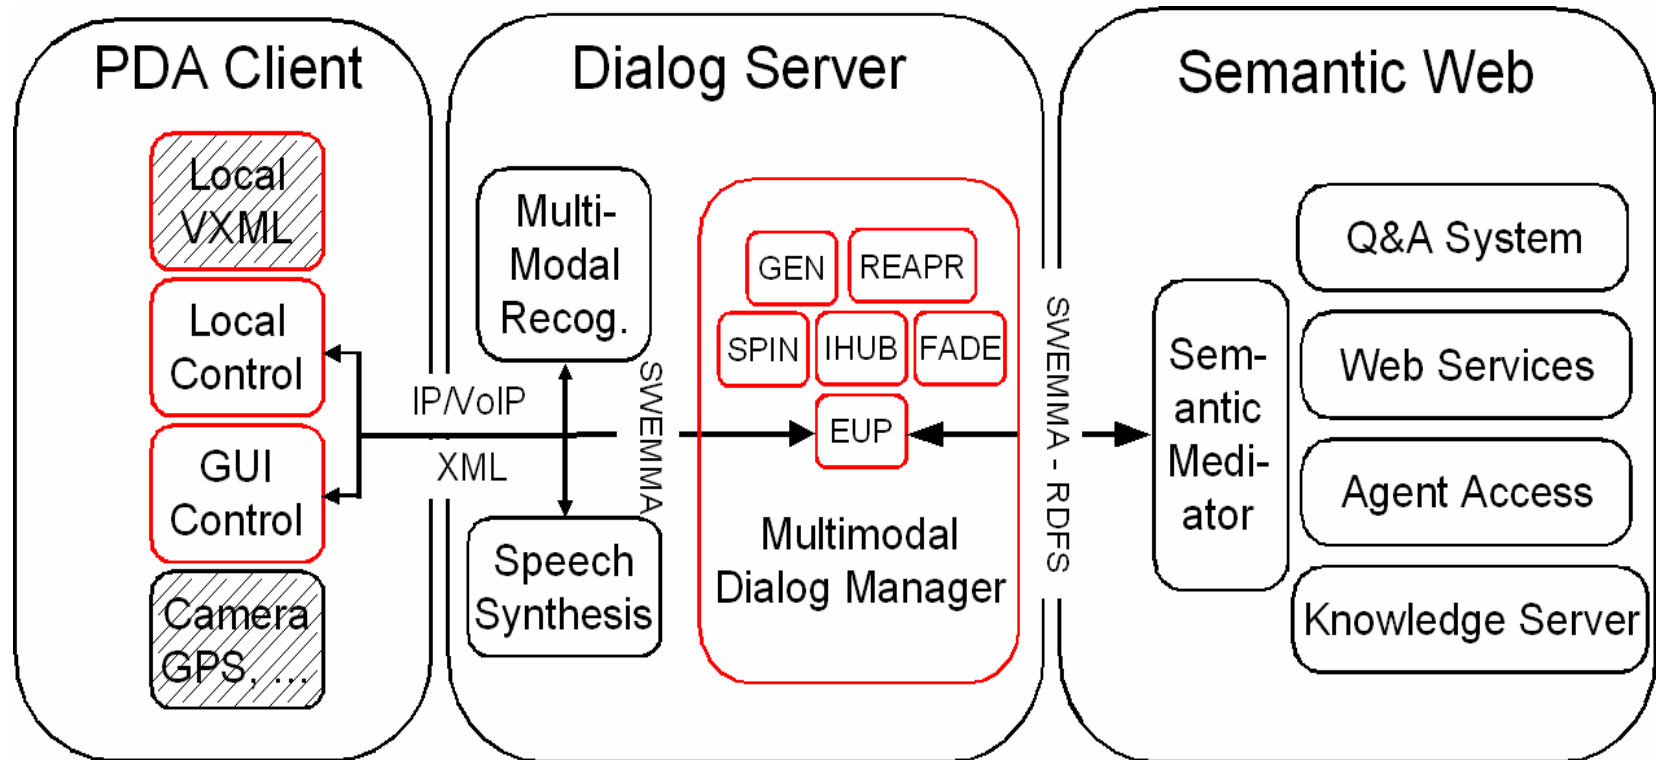 PDA Client
Local
VXML
Local
Control
GUI
Control
Camera
GPS, ...
IP/VoIP
XML
Dialog Server
Multi-
Modal
Recog.
Speech
Synthesis
SWEMMA
GEN
REAPR
SPIN
IHUB
FADE
EUP
Multimodal
Dialog Manager
SWEMMA - RDFS
Semantic Web
Sem-
antic
Medi-
ator
Q&A System
Web Services
Agent Access
Knowledge Server